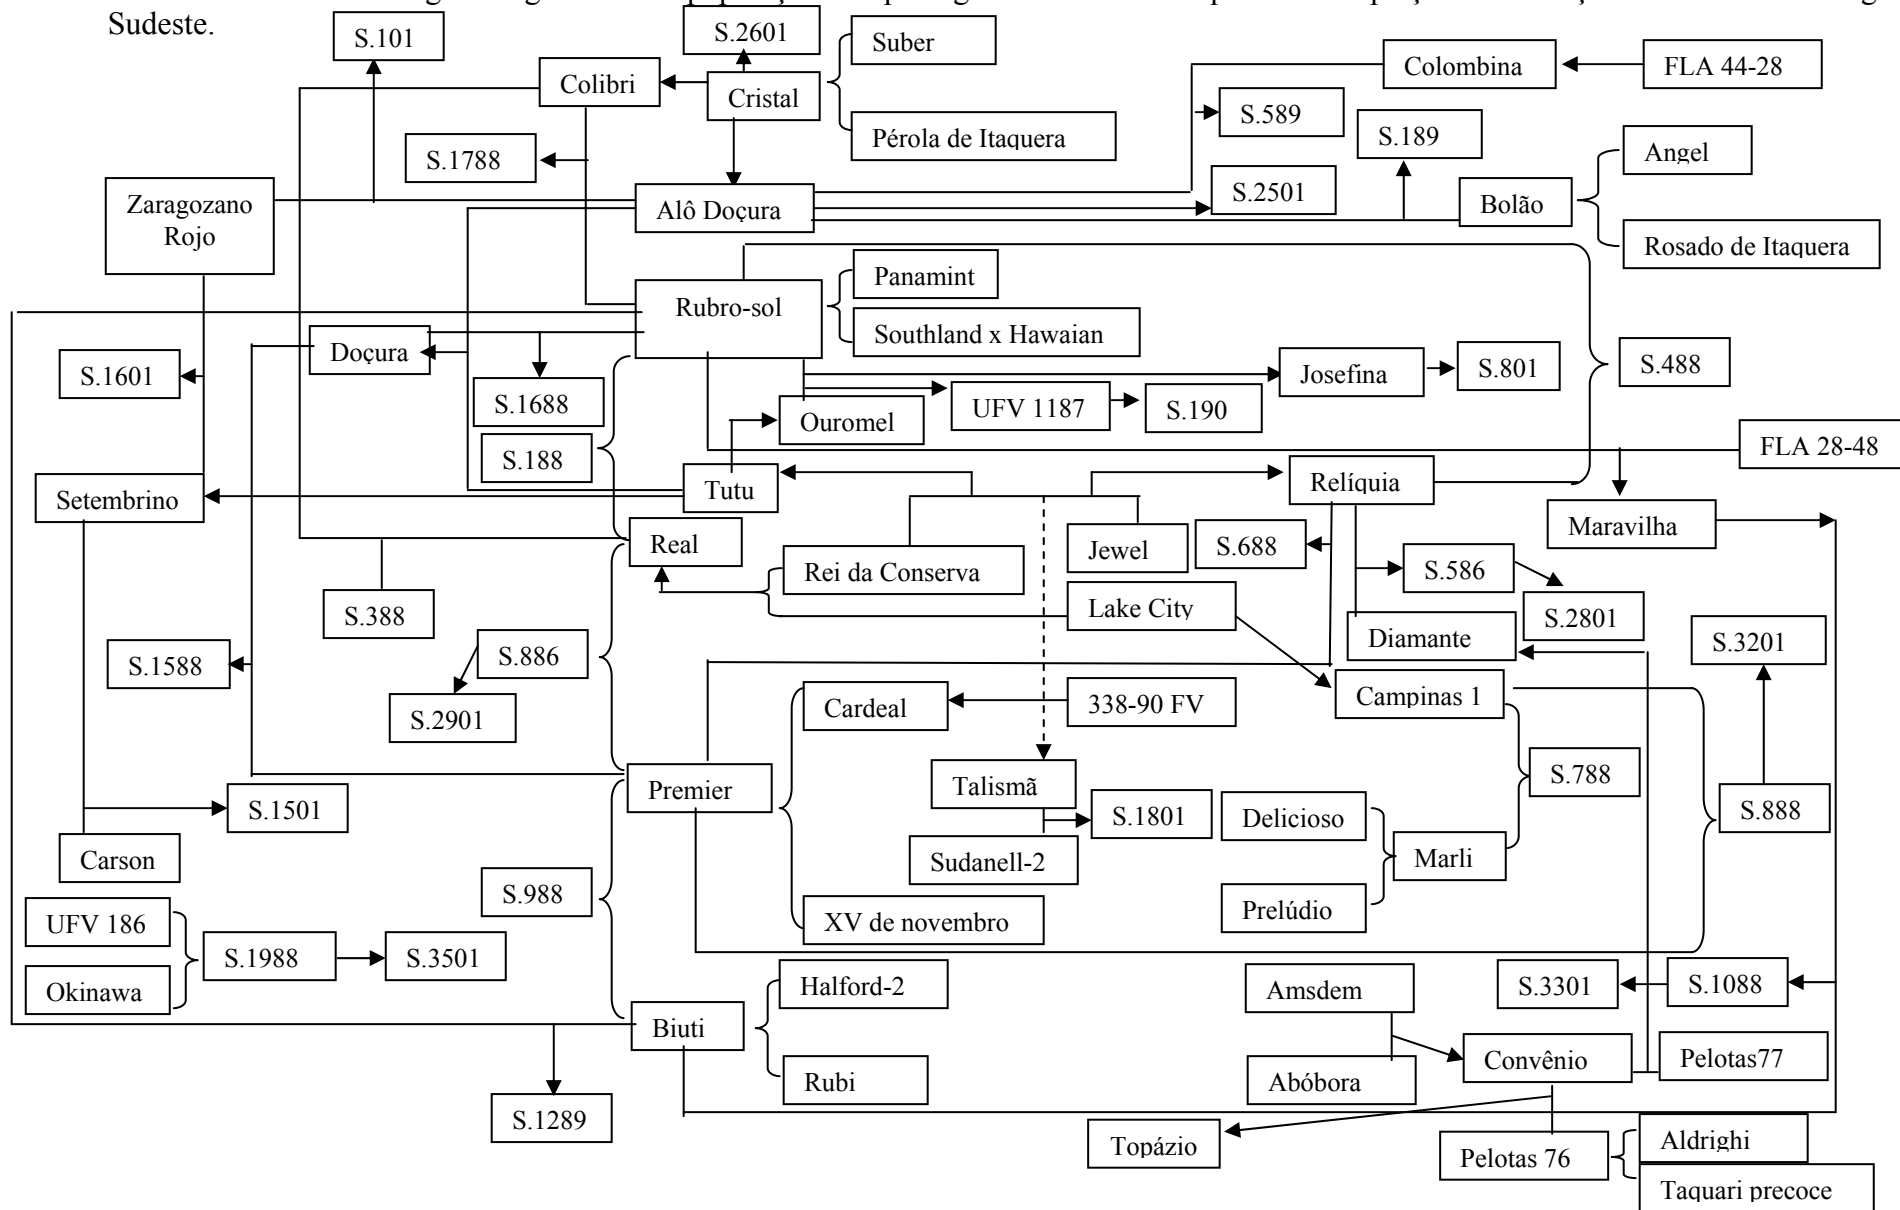 Sudeste.
S.101
S.2601
Suber
Colibri
Cristal
Colombina
FLA 44-28
S.589
S.189
Pérola de Itaquera
S.1788
Angel
Zaragozano
Rojo
Alô Doçura
S.2501
Bolão
Rosado de Itaquera
Panamint
Rubro-sol
Southland x Hawaian
Doçura
S.1601
Josefina
S.801
S.488
S.1688
UFV 1187
S.190
Ouromel
S.188
FLA 28-48
Setembrino
Tutu
Relíquia
Maravilha
Real
Rei da Conserva
Jewel
S.688
S.586
S.388
Lake City
S.2801
Diamante
S.3201
S.1588
S.886
S.2901
Cardeal
338-90 FV
Campinas 1
Premier
Talismã
S.788
S.1501
S.1801
Delicioso
S.888
Carson
Sudanell-2
Marli
S.988
UFV 186
XV de novembro
Prelúdio
S.1988
S.3501
Okinawa
Halford-2
Amsdem
S.3301
S.1088
Biuti
Convênio
Pelotas77
Rubi
Abóbora
S.1289
Topázio
Pelotas 76
Aldrighi
Taquari precoce